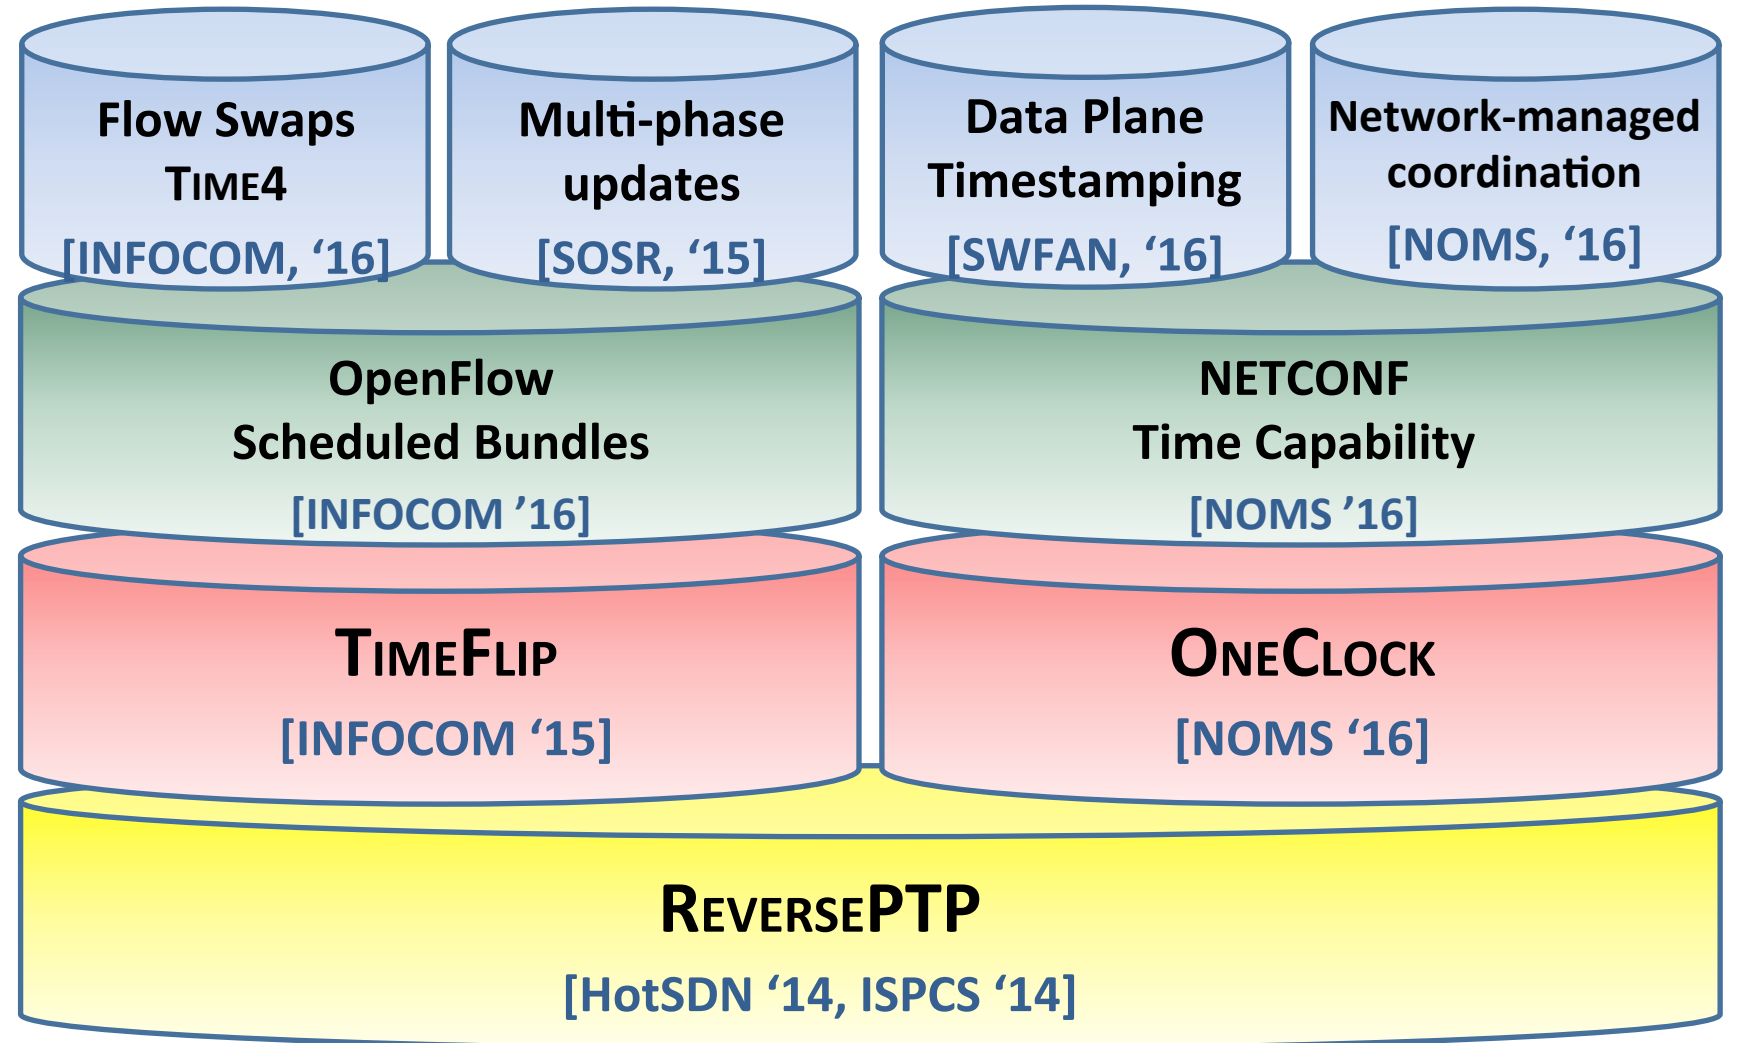 Flow Swaps
TIME4
[INFOCOM, ‘16]
Multi-phase
updates
[SOSR, ‘15]
Data Plane
Timestamping
[SWFAN, ‘16]
Network-managed
coordination
[NOMS, ‘16]
OpenFlow
Scheduled Bundles
[INFOCOM ’16]
NETCONF
Time Capability
[NOMS ’16]
TIMEFLIP
[INFOCOM ‘15]
ONECLOCK
[NOMS ‘16]
REVERSEPTP
[HotSDN ‘14, ISPCS ‘14]